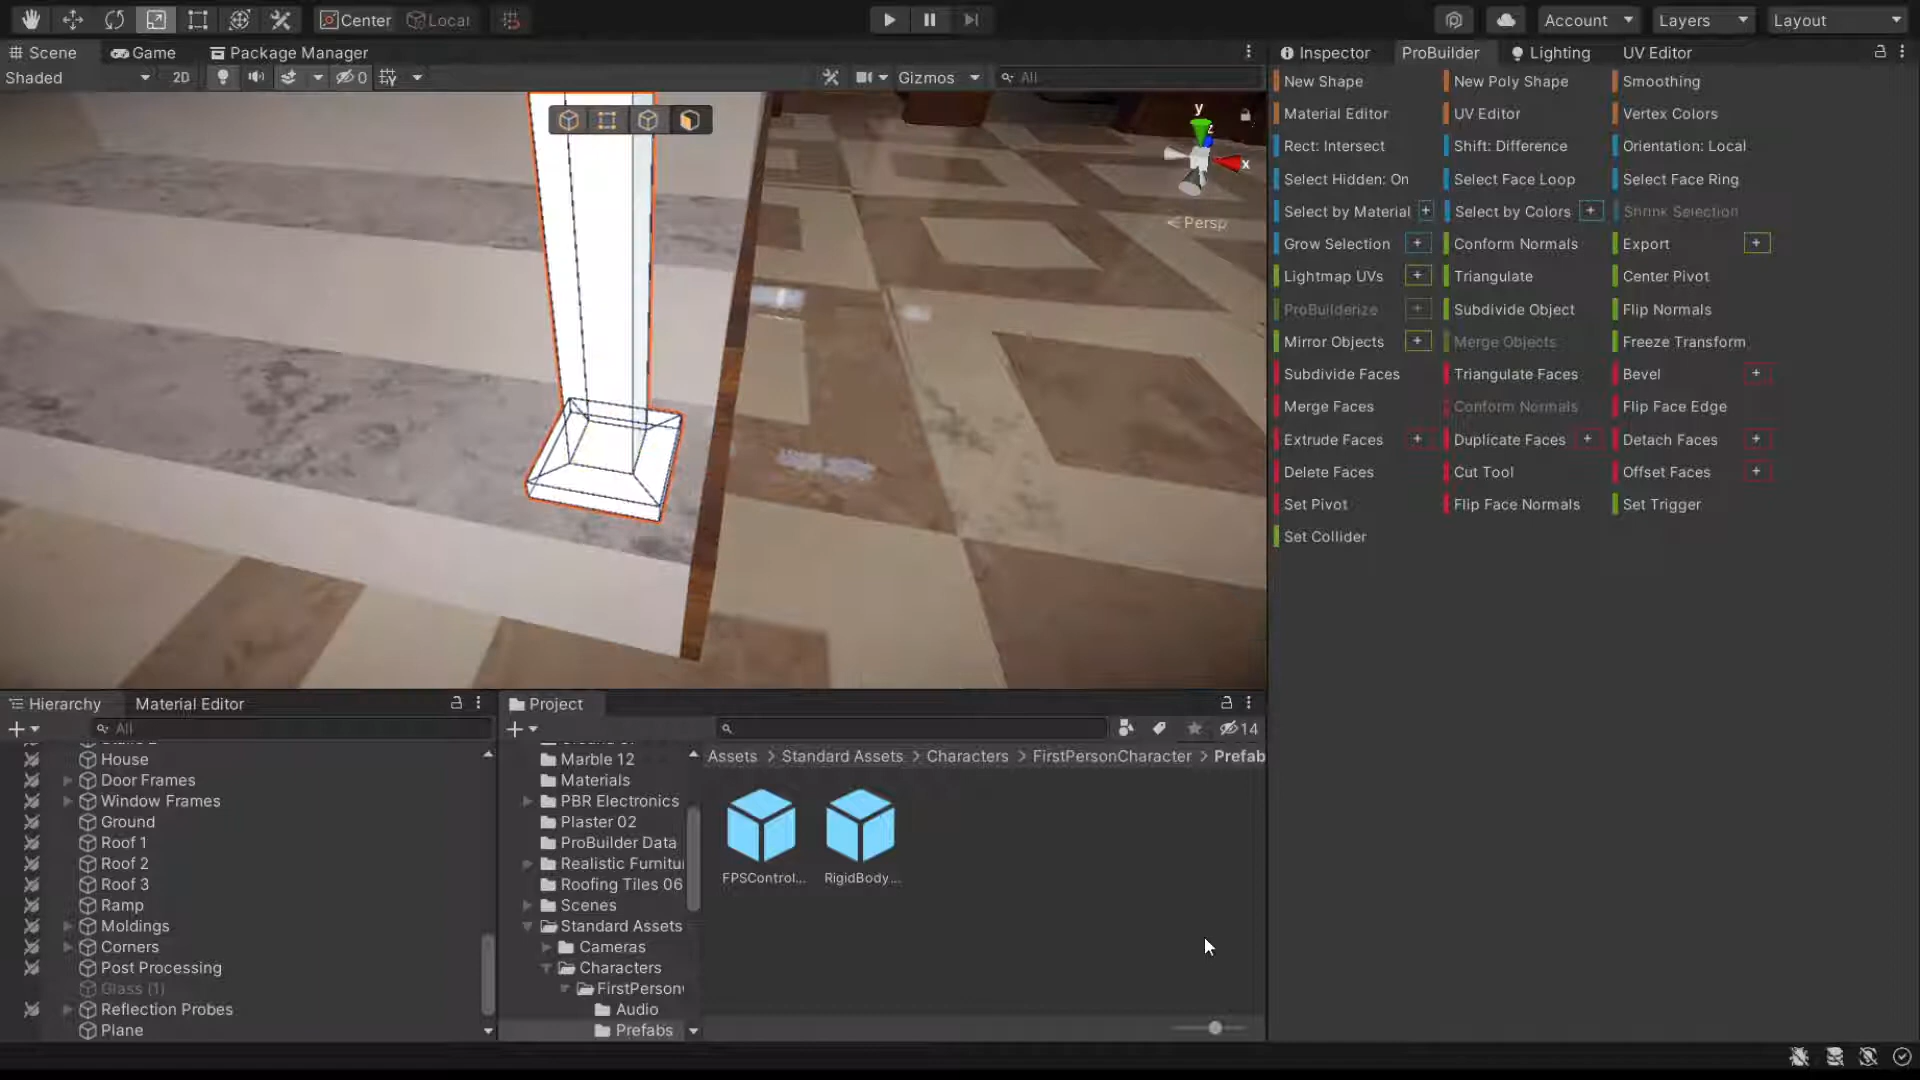 Center Local Account Layers Layout
Scene Game Package Manager
Shaded 2D 0 Gizmos All
y
z
x
Persp
Inspector ProBuilder Lighting UV Editor
New Shape New Poly Shape Smoothing
Material Editor UV Editor Vertex Colors
Rect: Intersect Shift: Difference Orientation: Local
Select Hidden: On Select Face Loop Select Face Ring
Select by Material + Select by Colors + Shrink Selection
Grow Selection + Conform Normals Export +
Lightmap UVs + Triangulate Center Pivot
ProBuilderize + Subdivide Object Flip Normals
Mirror Objects + Merge Objects Freeze Transform
Subdivide Faces Triangulate Faces Bevel +
Merge Faces Conform Normals Flip Face Edge
Extrude Faces + Duplicate Faces + Detach Faces +
Delete Faces Cut Tool Offset Faces +
Set Pivot Flip Face Normals Set Trigger
Set Collider
Hierarchy Material Editor
All
House
Door Frames
Window Frames
Ground
Roof 1
Roof 2
Roof 3
Ramp
Moldings
Corners
Post Processing
Glass (1)
Reflection Probes
Plane
Project
14
Marble 12
Materials
PBR Electronics
Plaster 02
ProBuilder Data
Realistic Furnitu
Roofing Tiles 06
Scenes
Standard Assets
Cameras
Characters
FirstPerson
Audio
Prefabs
Assets > Standard Assets > Characters > FirstPersonCharacter > Prefab
FPSControl... RigidBody...